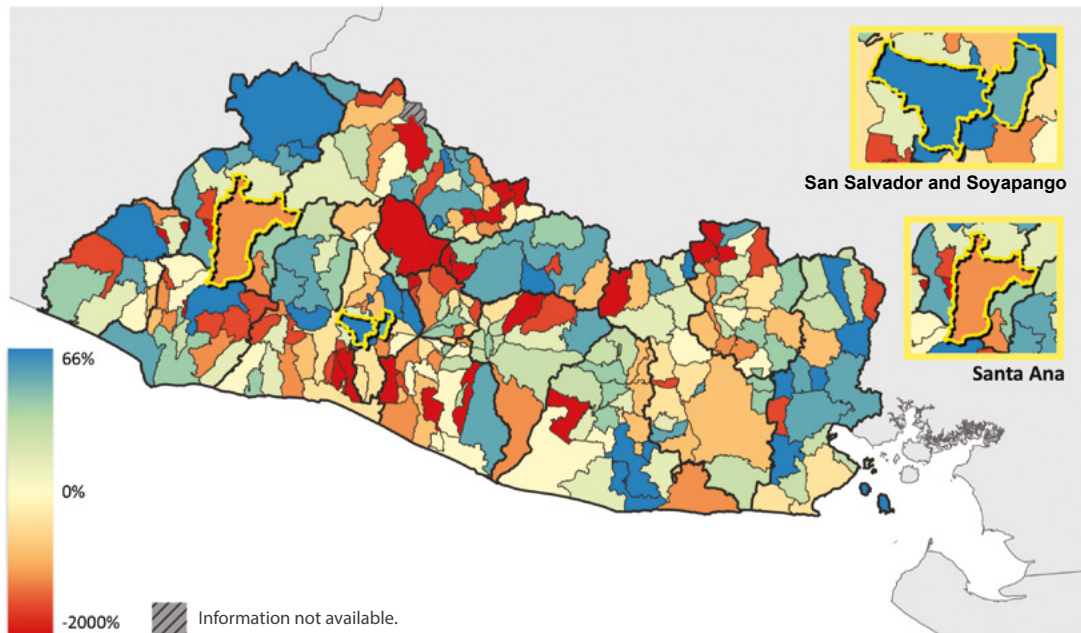 San Salvador and Soyapango
Santa Ana
66%
0%
-2000%
Information not available.